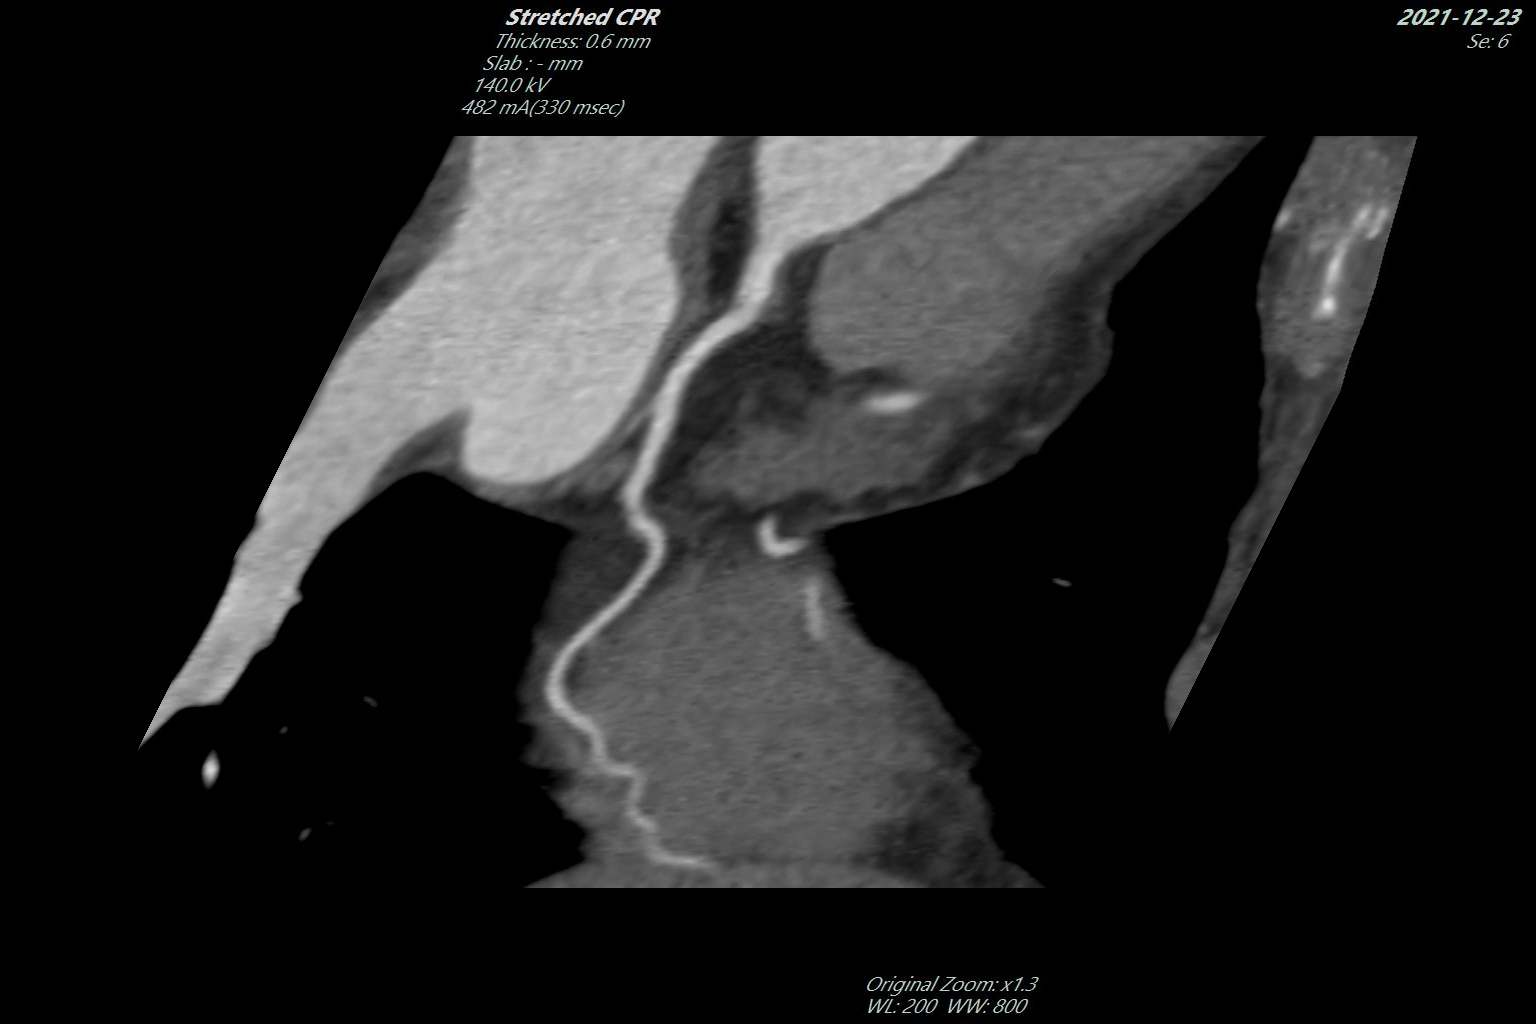 Stretched CPR
Thickness: 0.6 mm
Slab : - mm
140.0 kV
482 mA(330 msec)
2021-12-23
Se: 6
Original Zoom: x1.3
WL: 200 WW: 800